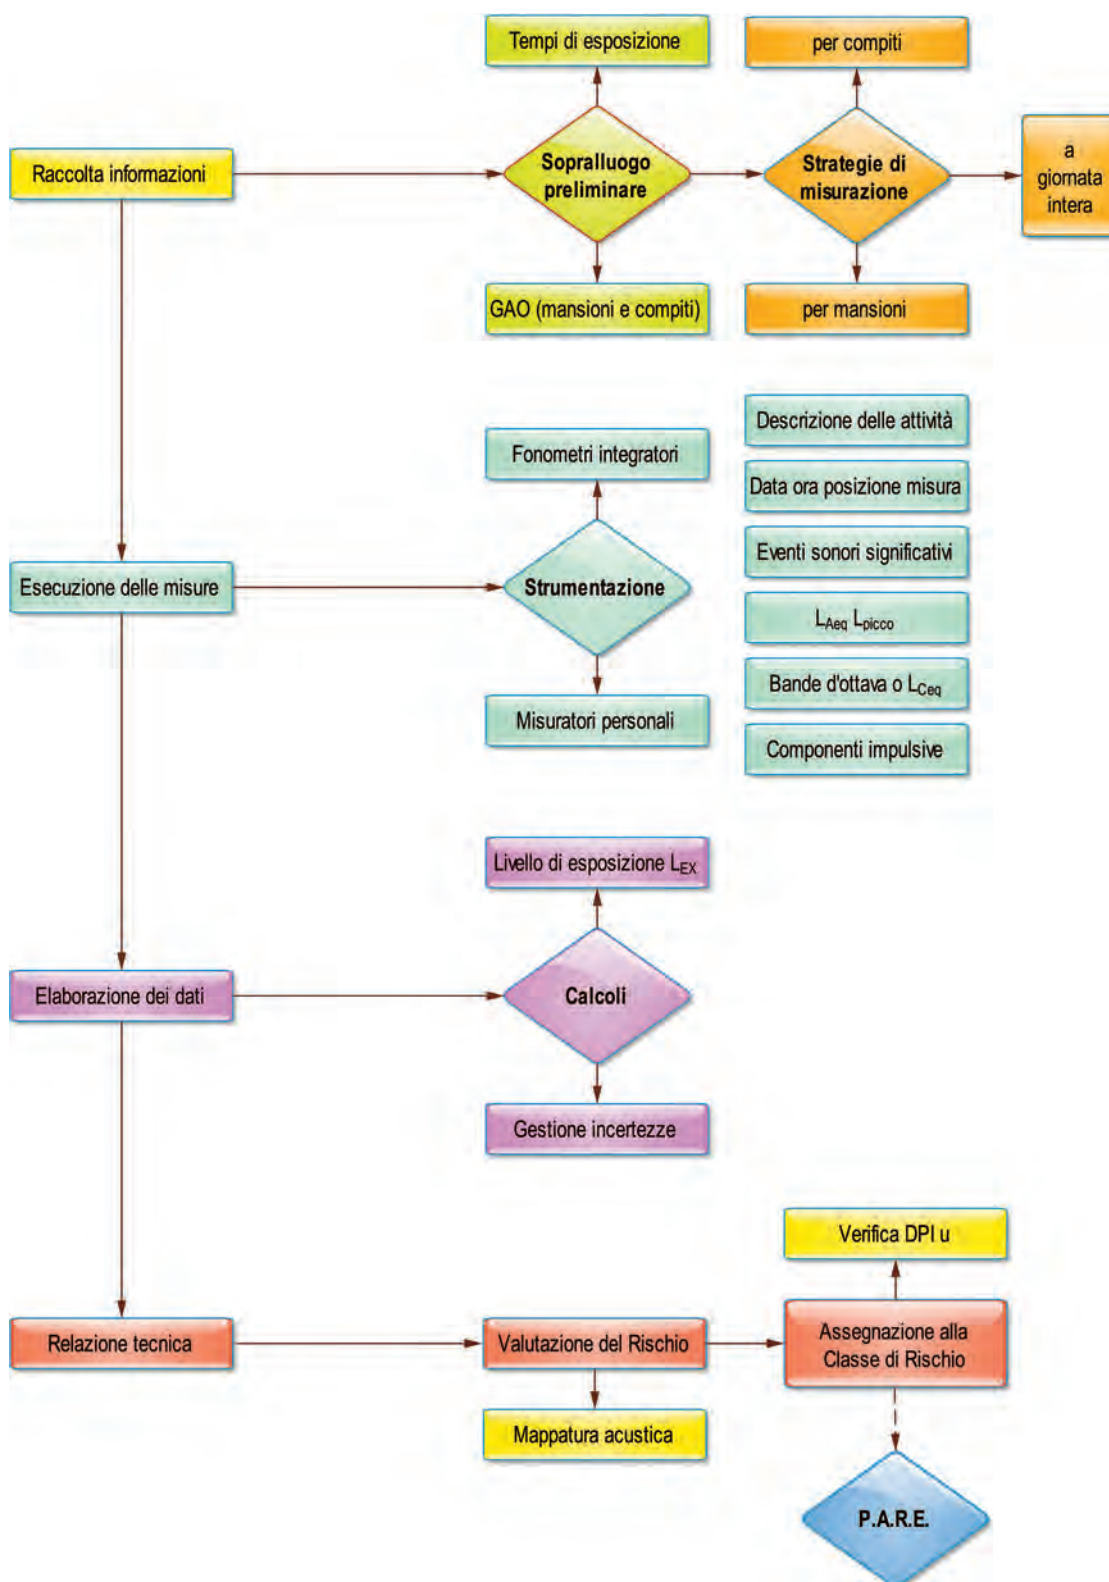 Tempi di esposizione
per compiti
Raccolta informazioni
Sopralluogo
preliminare
Strategie di
misurazione
a
giornata
intera
GAO (mansioni e compiti)
per mansioni
Descrizione delle attività
Fonometri integratori
Data ora posizione misura
Eventi sonori significativi
Esecuzione delle misure
Strumentazione
LAeq Lpicco
Bande d'ottava o LCeq
Misuratori personali
Componenti impulsive
Livello di esposizione LEX
Elaborazione dei dati
Calcoli
Gestione incertezze
Verifica DPI u
Relazione tecnica
Valutazione del Rischio
Assegnazione alla
Classe di Rischio
Mappatura acustica
P.A.R.E.